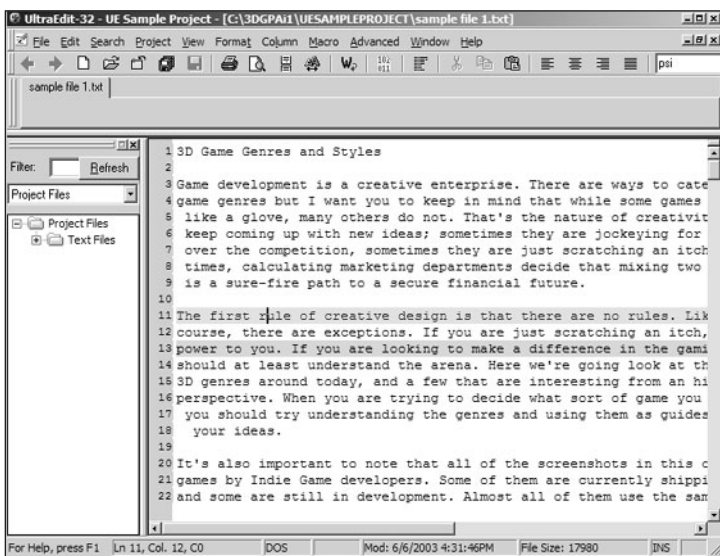 UltraEdit-32 - UE Sample Project - [C:\3DGPAi1\UESAMPLEPROJECT\sample file 1.txt]
File Edit Search Project View Format Column Macro Advanced Window Help
psi
sample file 1.txt
Filter: Refresh
Project Files
Project Files
Text Files
1 3D Game Genres and Styles
2
3 Game development is a creative enterprise. There are ways to cate
4 game genres but I want you to keep in mind that while some games
5 like a glove, many others do not. That's the nature of creativit
6 keep coming up with new ideas; sometimes they are jockeying for
7 over the competition, sometimes they are just scratching an itch
8 times, calculating marketing departments decide that mixing two
9 is a sure-fire path to a secure financial future.
10
11 The first rule of creative design is that there are no rules. Lik
12 course, there are exceptions. If you are just scratching an itch,
13 power to you. If you are looking to make a difference in the gami
14 should at least understand the arena. Here we're going look at th
15 3D genres around today, and a few that are interesting from an hi
16 perspective. When you are trying to decide what sort of game you
17 you should try understanding the genres and using them as guides
18 your ideas.
19
20 It's also important to note that all of the screenshots in this c
21 games by Indie Game developers. Some of them are currently shippi
22 and some are still in development. Almost all of them use the sam
For Help, press F1 Ln 11, Col. 12, C0 DOS Mod: 6/6/2003 4:31:46PM File Size: 17980 INS